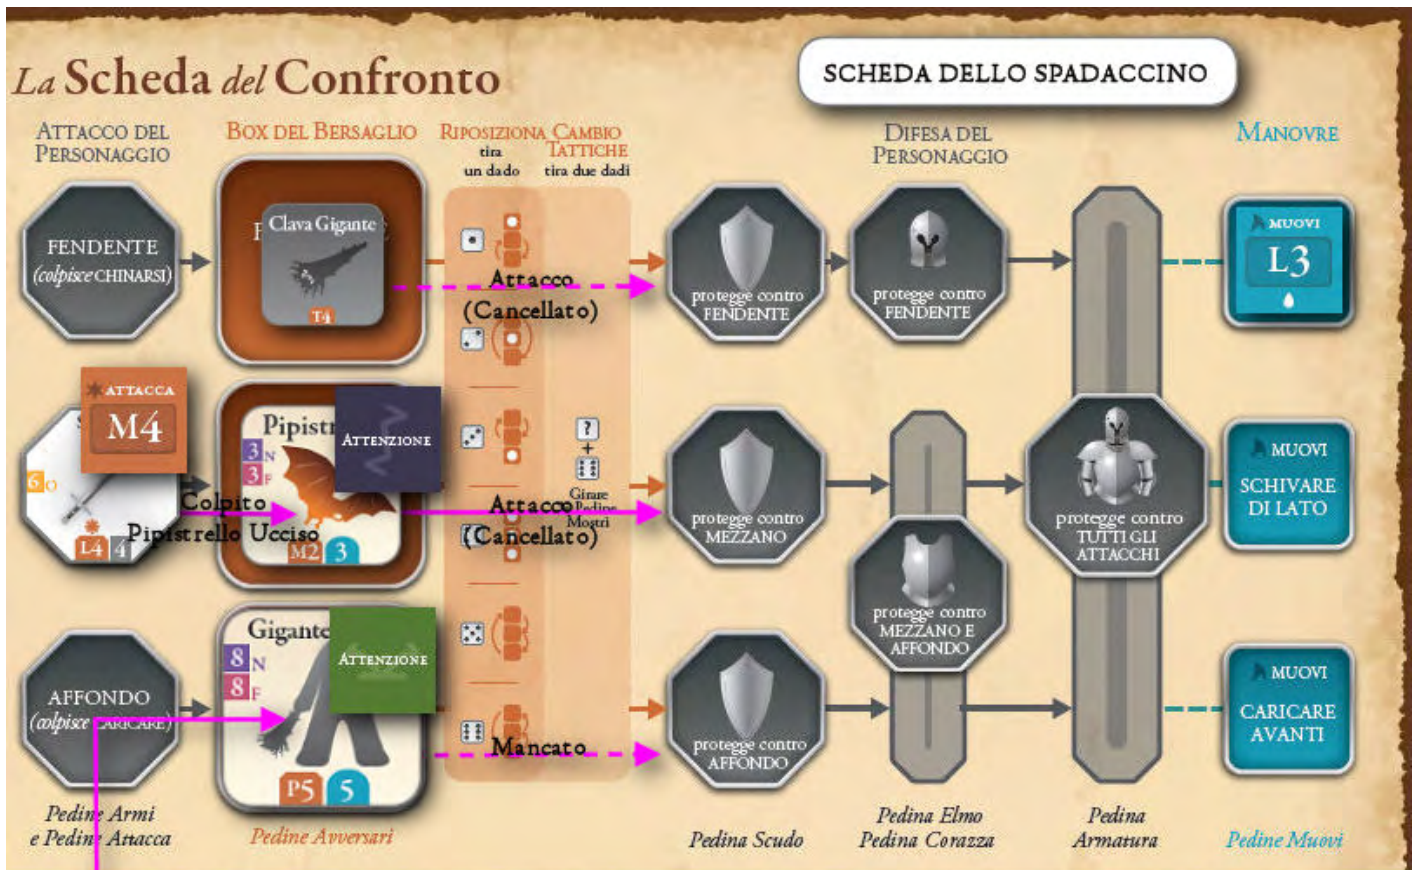 La Scheda del Confronto
SCHEDA DELLO SPADACCINO
ATTACCO DEL
PERSONAGGIO
BOX DEL BERSAGLIO
RIPOSIZIONA
tira
un dado
CAMBIO
TATTICHE
tira due dadi
DIFESA DEL
PERSONAGGIO
MANOVRE
FENDENTE
(colpisce CHINARSI)
Clava Gigante
T4
Attacco
(Cancellato)
protegge contro
FENDENTE
protegge contro
FENDENTE
MUOVI
L3
ATTACCA
M4
6 O
L4 4
Colpito
Pipistrello Ucciso
3 N
3 F
M2 3
ATTENZIONE
?
+
Girare
Mostri
Attacco
(Cancellato)
protegge contro
MEZZANO
protegge contro
MEZZANO E
AFFONDO
protegge contro
TUTTI GLI
ATTACCHI
MUOVI
SCHIVARE
DI LATO
AFFONDO
(colpisce CARICARE)
Gigante
8 N
8 F
P5 5
ATTENZIONE
Mancato
protegge contro
AFFONDO
MUOVI
CARICARE
AVANTI
Pedine Armi
e Pedine Attacca
Pedine Avversari
Pedina Scudo
Pedina Elmo
Pedina Corazza
Pedina
Armatura
Pedine Muovi